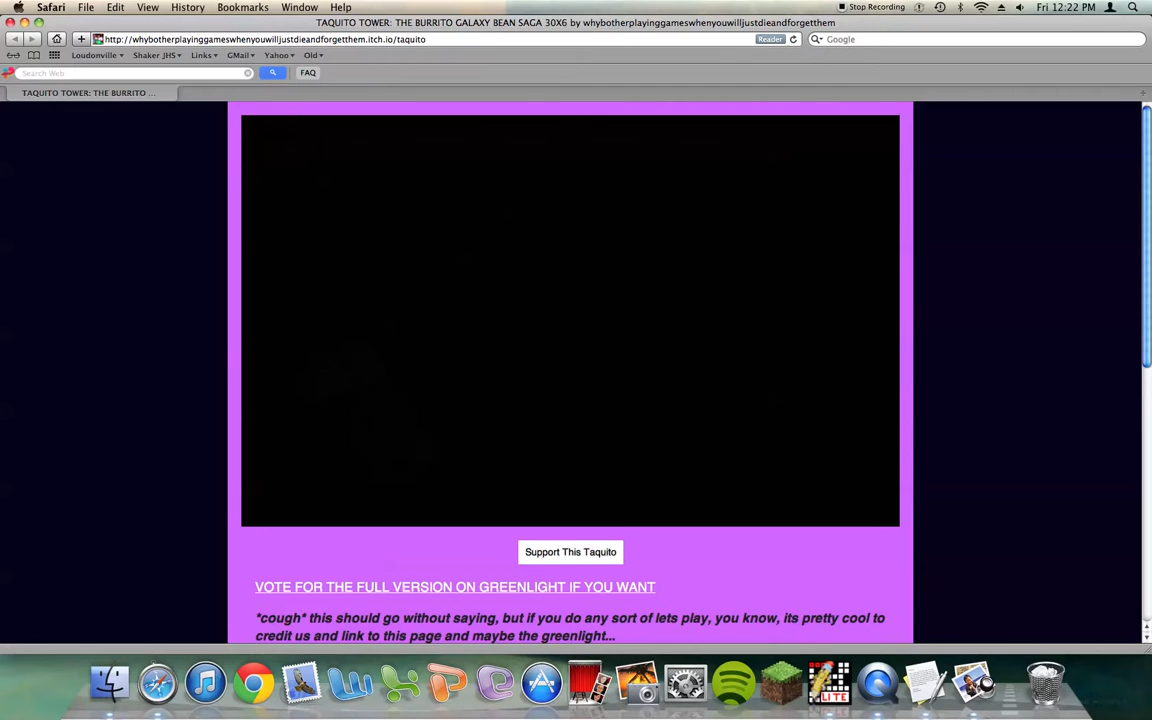 Safari File Edit View History Bookmarks Window Help Stop Recording Fri 12:22 PM
TAQUITO TOWER: THE BURRITO GALAXY BEAN SAGA 30X6 by whybotherplayinggameswhenyouwilljustdieandforgetthem
http://whybotherplayinggameswhenyouwilljustdieandforgetthem.itch.io/taquito Reader Google
Loudonville Shaker JHS Links GMail Yahoo Old
Search Web FAQ
TAQUITO TOWER: THE BURRITO ...
Support This Taquito
VOTE FOR THE FULL VERSION ON GREENLIGHT IF YOU WANT
*cough* this should go without saying, but if you do any sort of lets play, you know, its pretty cool to
credit us and link to this page and maybe the greenlight...
LITE